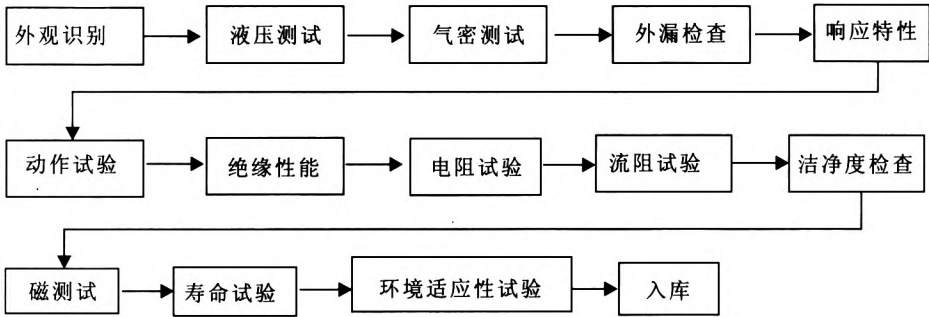 外观识别
液压测试
气密测试
外漏检查
响应特性
动作试验
绝缘性能
电阻试验
流阻试验
洁净度检查
磁测试
寿命试验
环境适应性试验
入库